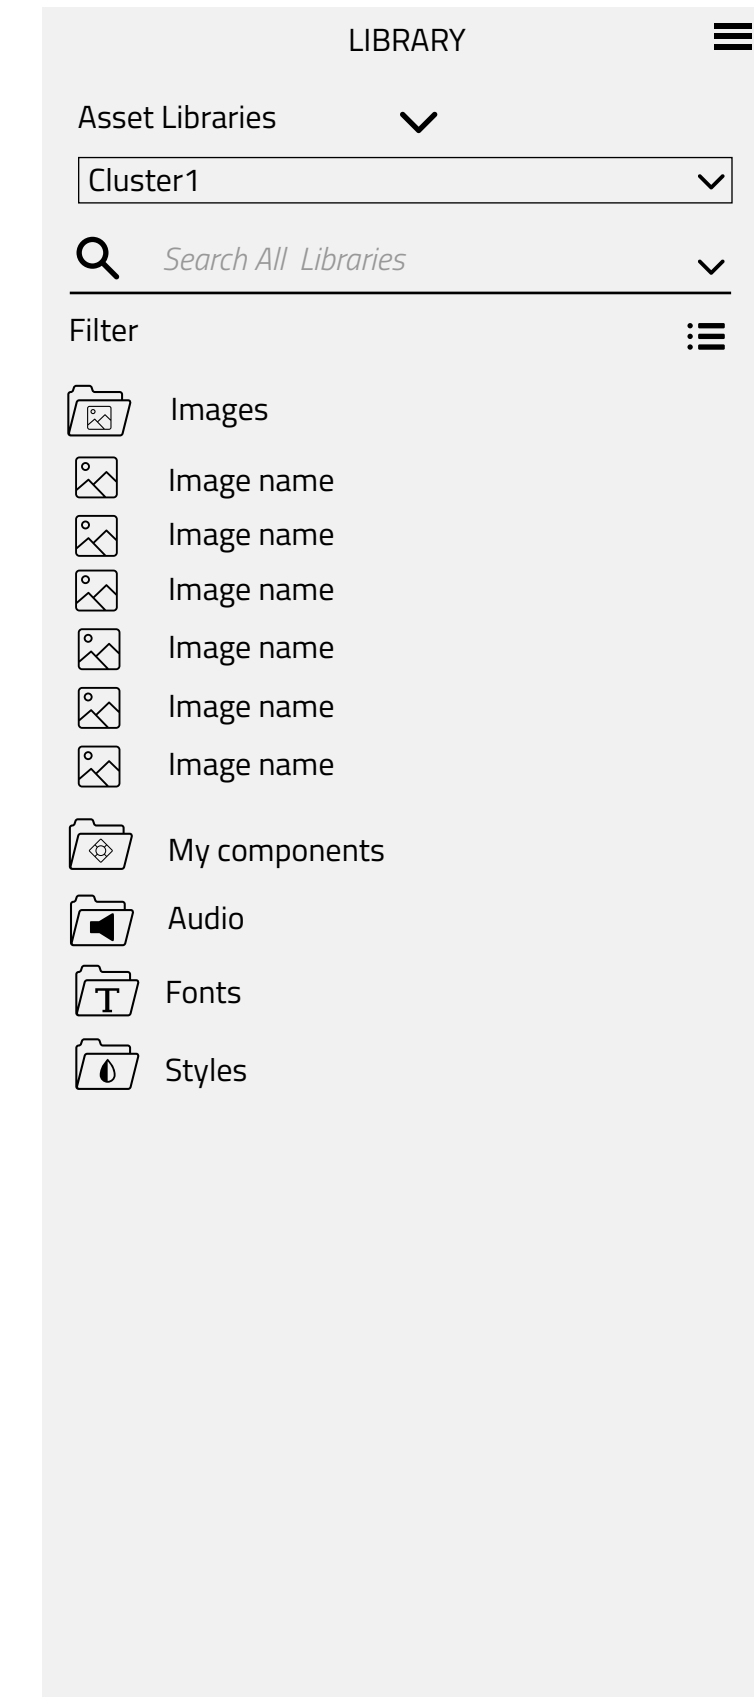 LIBRARY
Asset Libraries
Cluster1
Search All Libraries
Filter
Images
Image name
Image name
Image name
Image name
Image name
Image name
My components
Audio
T Fonts
Styles